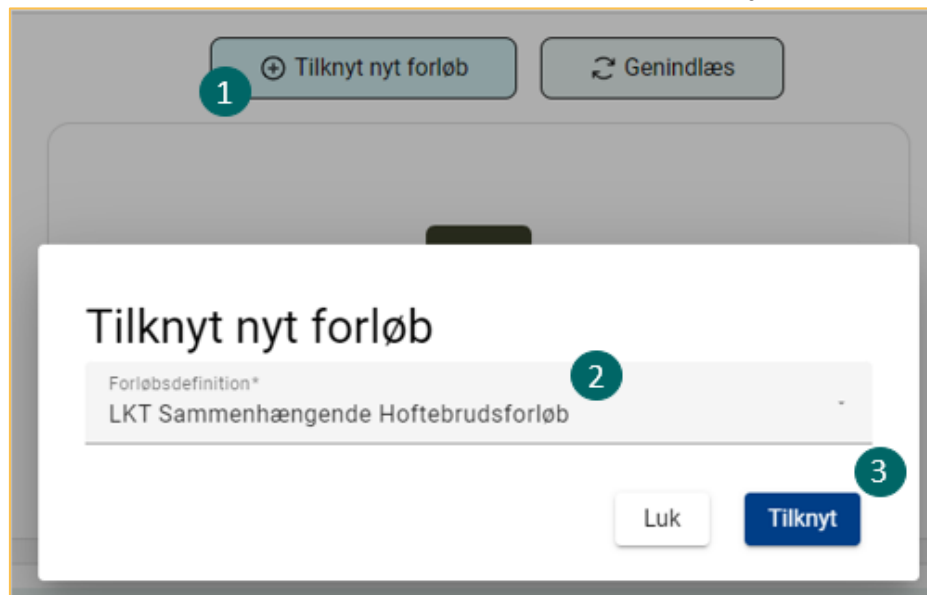 Tilknyt nyt forløb
Genindlæs
1
Tilknyt nyt forløb
2
Forløbsdefinition*
LKT Sammenhængende Hoftebrudsforløb
3
Luk
Tilknyt